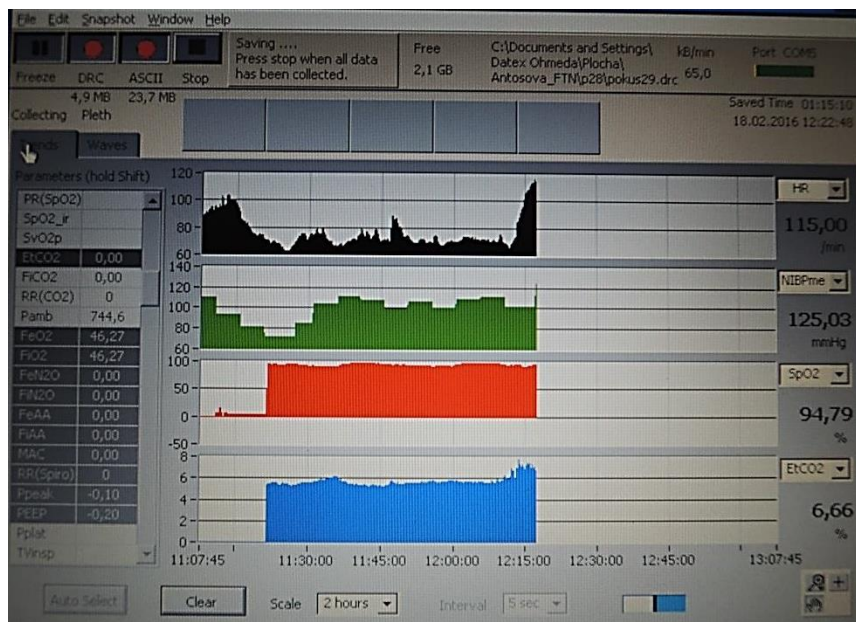 File Edit Snapshot Window Help
Saving ....
Press stop when all data
has been collected.
Free
2,1 GB
C:\Documents and Settings\
Datex Ohmeda\Plocha\
Antosova_FTN\p28\pokus29.drc
kB/min
65,0
Port COM5
Freeze DRC ASCII Stop
4,9 MB 23,7 MB
Collecting Pleth
Saved Time 01:15:10
18.02.2016 12:22:48
Trends Waves
Parameters (hold Shift)
PR(SpO2)
SpO2_ir
SvO2p
EtCO2 0,00
FiCO2 0,00
RR(CO2) 0
Pamb 744,6
FeO2 46,27
FiO2 46,27
FeN2O 0,00
FiN2O 0,00
FeAA 0,00
FiAA 0,00
MAC 0,00
RR(Spiro) 0
Ppeak -0,10
PEEP -0,20
Pplat
TVinsp
120
100
80
60
HR
115,00
/min
140
120
100
80
60
NIBPme
125,03
mmHg
100
50
0
-50
SpO2
94,79
%
8
6
4
2
0
EtCO2
6,66
%
11:07:45 11:30:00 11:45:00 12:00:00 12:15:00 12:30:00 12:45:00 13:07:45
Auto Select Clear Scale 2 hours Interval 5 sec